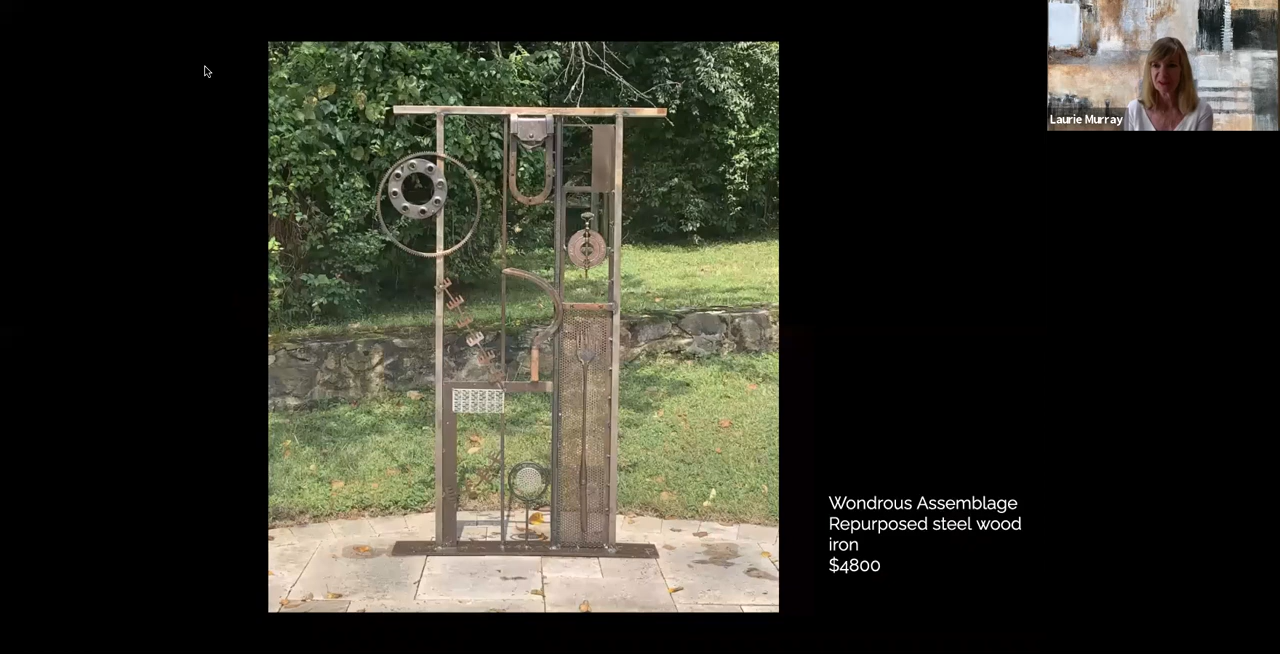 Laurie Murray
Wondrous Assemblage
Repurposed steel wood
iron
$4800